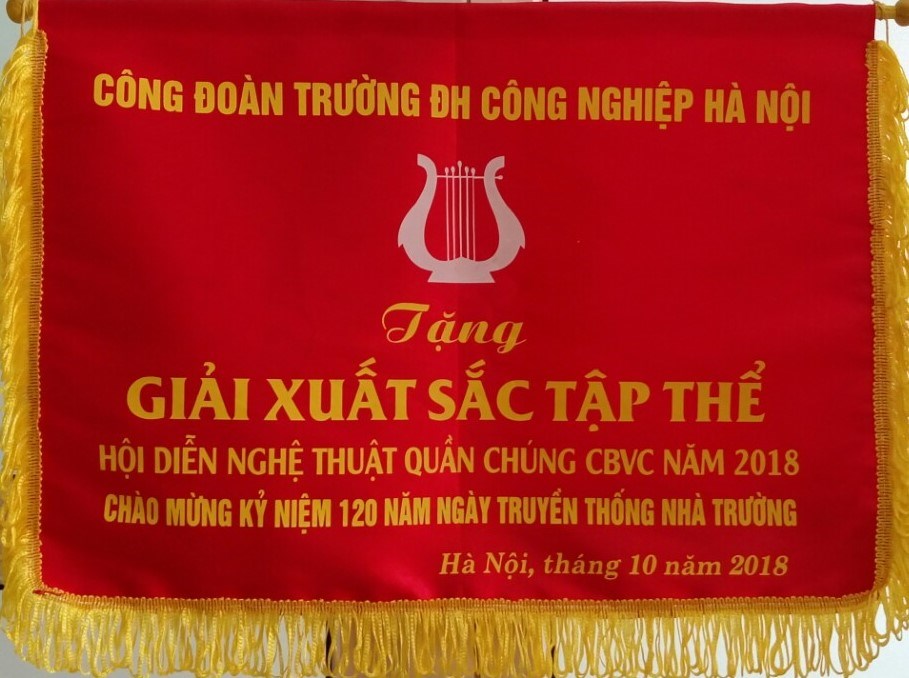 CÔNG ĐOÀN TRƯỜNG ĐH CÔNG NGHIỆP HÀ NỘI
Tặng
GIẢI XUẤT SẮC TẬP THỂ
HỘI DIỄN NGHỆ THUẬT QUẦN CHÚNG CBVC NĂM 2018
CHÀO MỪNG KỶ NIỆM 120 NĂM NGÀY TRUYỀN THỐNG NHÀ TRƯỜNG
Hà Nội, tháng 10 năm 2018